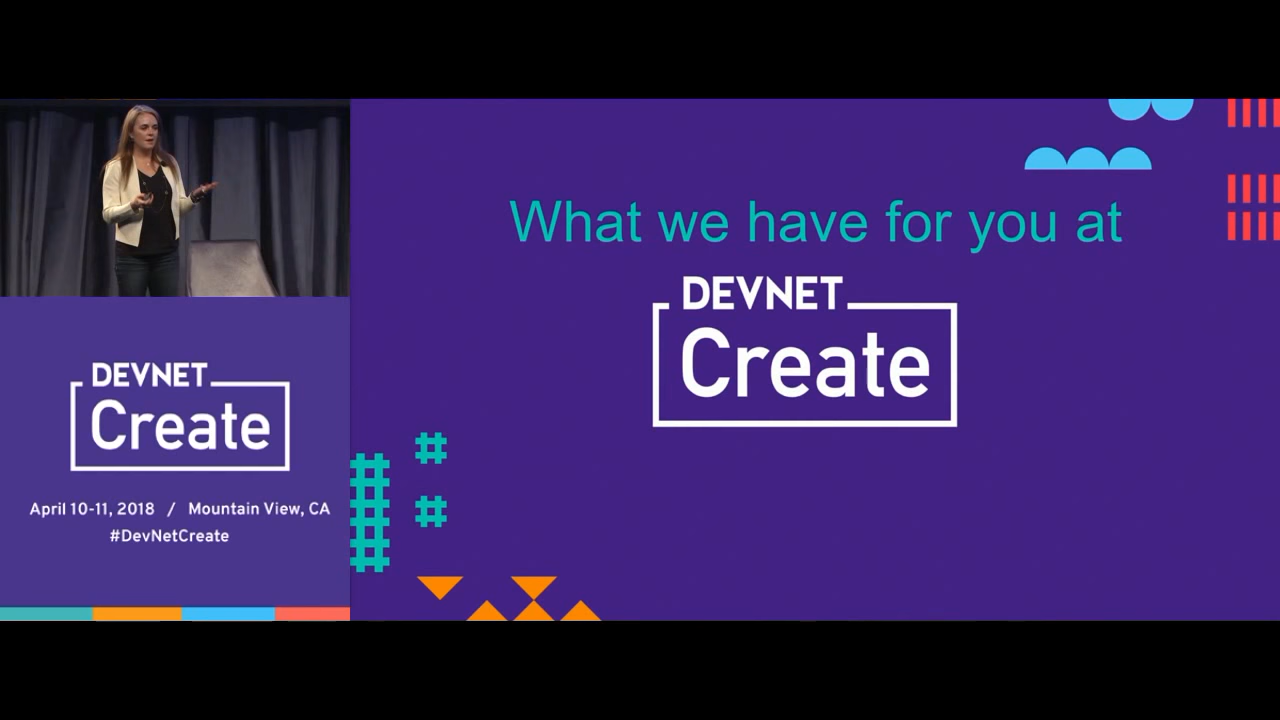 What we have for you at
DEVNET
Create
DEVNET
Create
April 10-11, 2018 / Mountain View, CA
#DevNetCreate